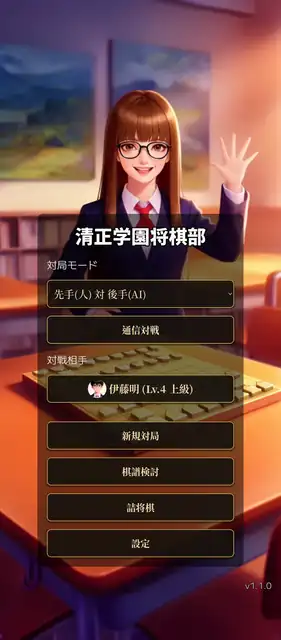 清正学園将棋部
対局モード
先手(人) 対 後手(AI)
通信対戦
対戦相手
伊藤明 (Lv.4 上級)
新規対局
棋譜検討
詰将棋
設定
v1.1.0